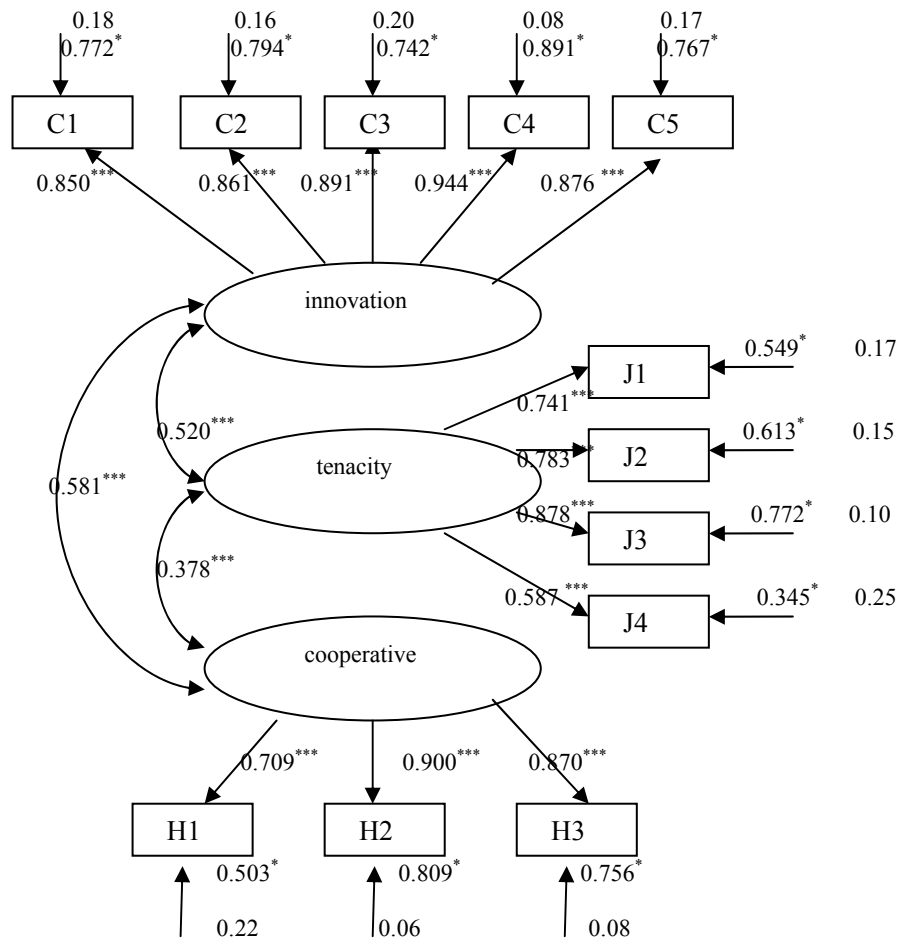 0.18 0.16 0.20 0.08 0.17
0.772* 0.794* 0.742* 0.891* 0.767*
C1 C2 C3 C4 C5
0.850*** 0.861*** 0.891*** 0.944*** 0.876 ***
innovation
J1 0.549* 0.17
0.741***
0.520***
J2 0.613* 0.15
tenacity 0.783***
0.581***
0.878*** 0.772* 0.10
J3
0.378***
0.587 *** 0.345* 0.25
J4
cooperative
0.709*** 0.900*** 0.870***
H1 H2 H3
0.503* 0.809* 0.756*
0.22 0.06 0.08